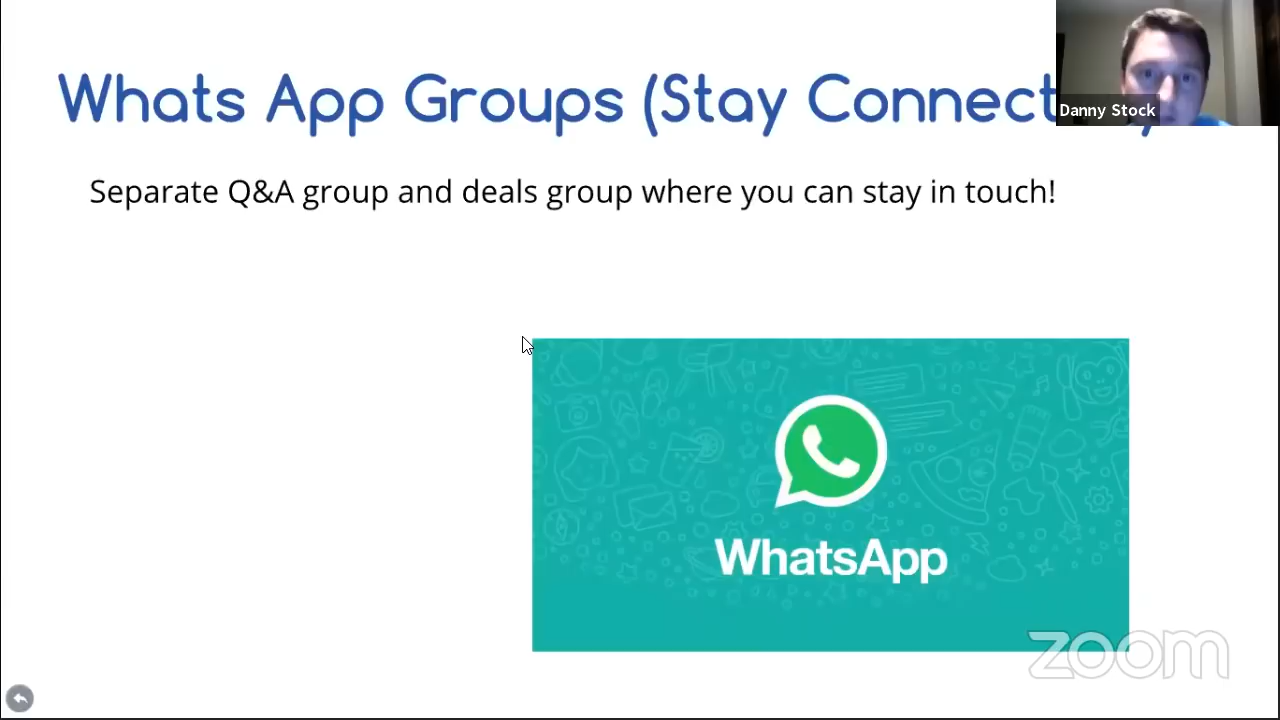 Whats App Groups (Stay Connect
Danny Stock
Separate Q&A group and deals group where you can stay in touch!
WhatsApp
zoom